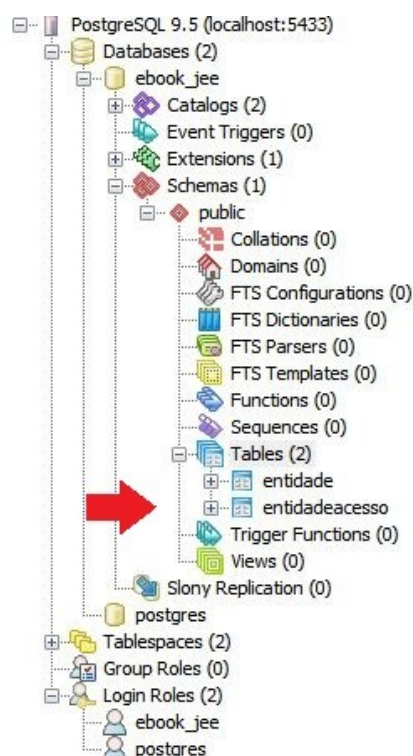 PostgreSQL 9.5 (localhost:5433)
Databases (2)
ebook_jee
Catalogs (2)
Event Triggers (0)
Extensions (1)
Schemas (1)
public
Collations (0)
Domains (0)
FTS Configurations (0)
FTS Dictionaries (0)
FTS Parsers (0)
FTS Templates (0)
Functions (0)
Sequences (0)
Tables (2)
entidade
entidadeacesso
Trigger Functions (0)
Views (0)
Slony Replication (0)
postgres
Tablespaces (2)
Group Roles (0)
Login Roles (2)
ebook_jee
postgres